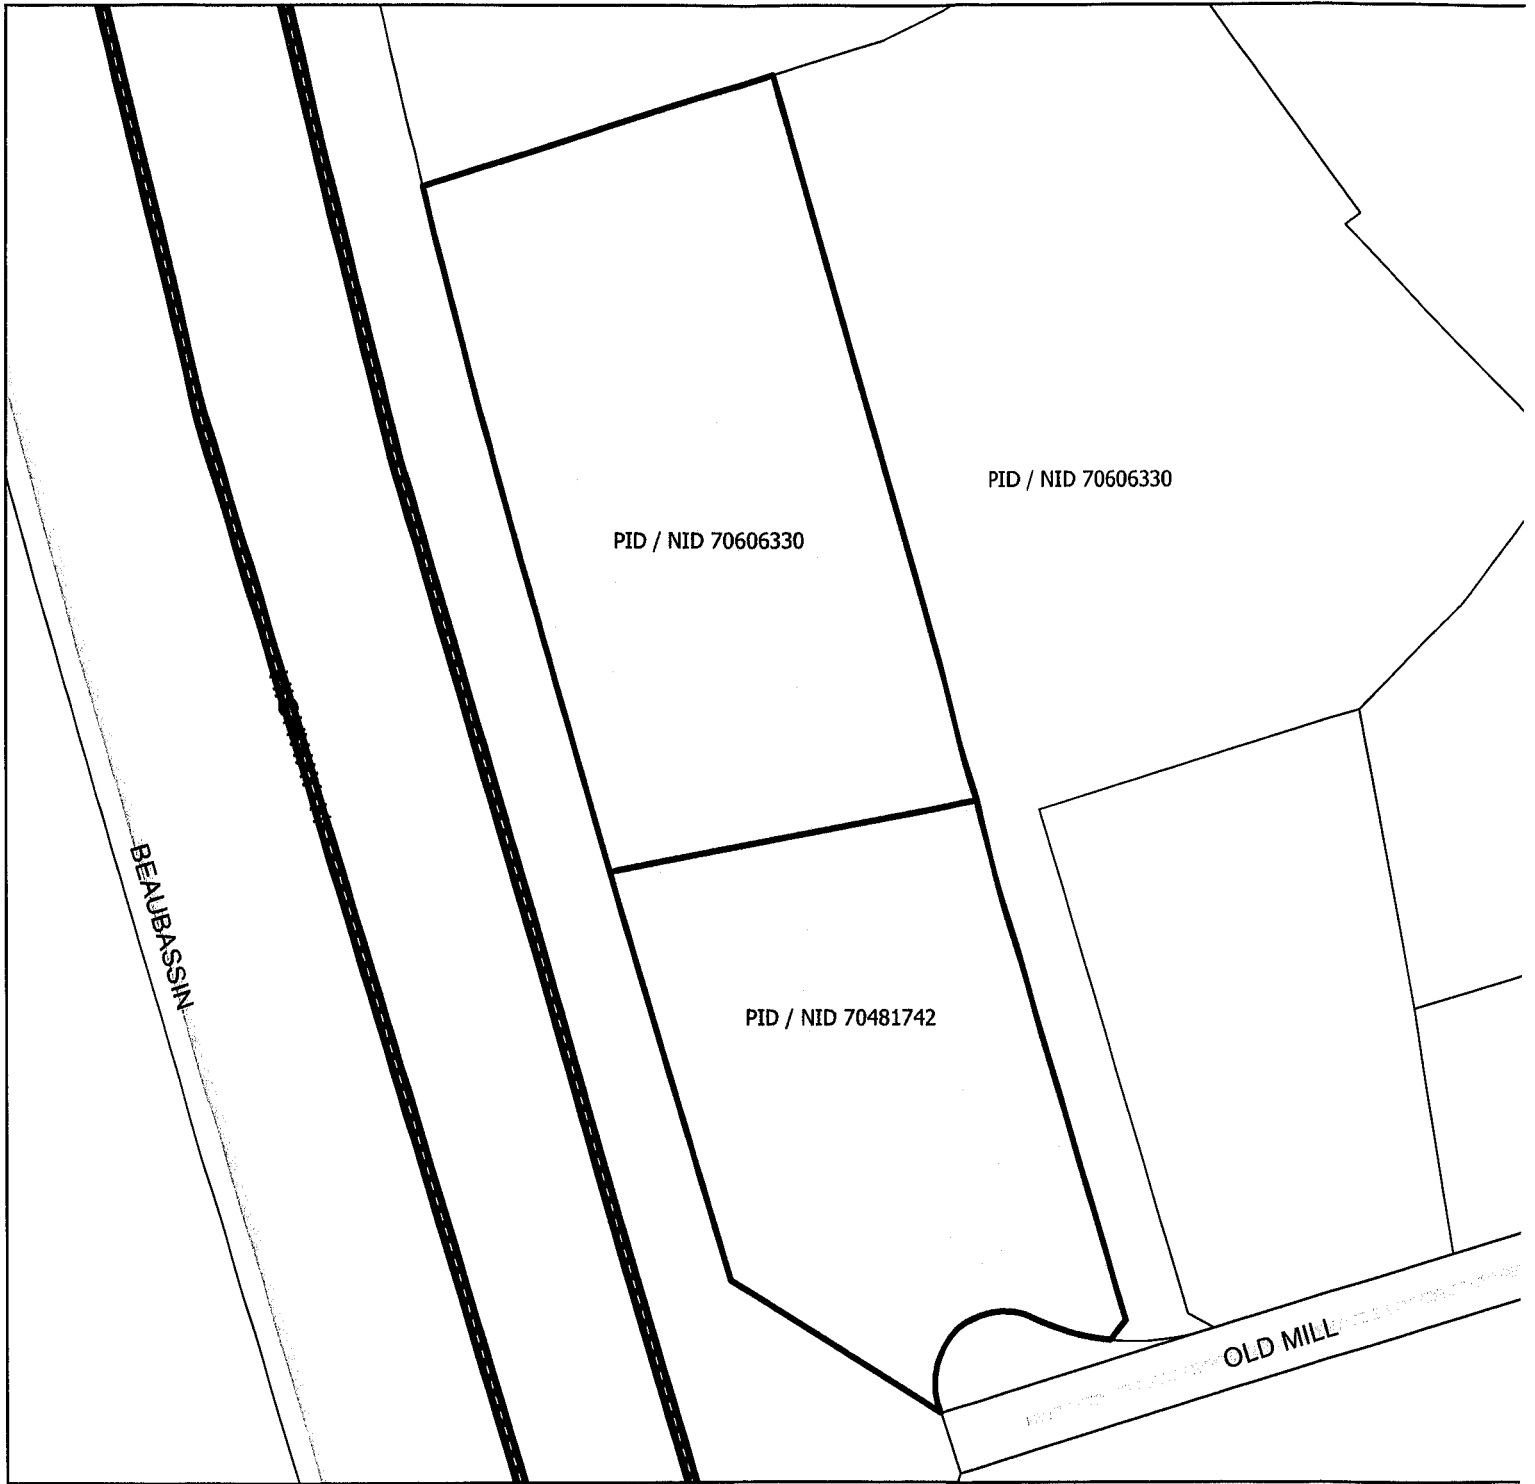 PID / NID 70606330
PID / NID 70606330
BEAUBASSIN
PID / NID 70481742
OLD MILL